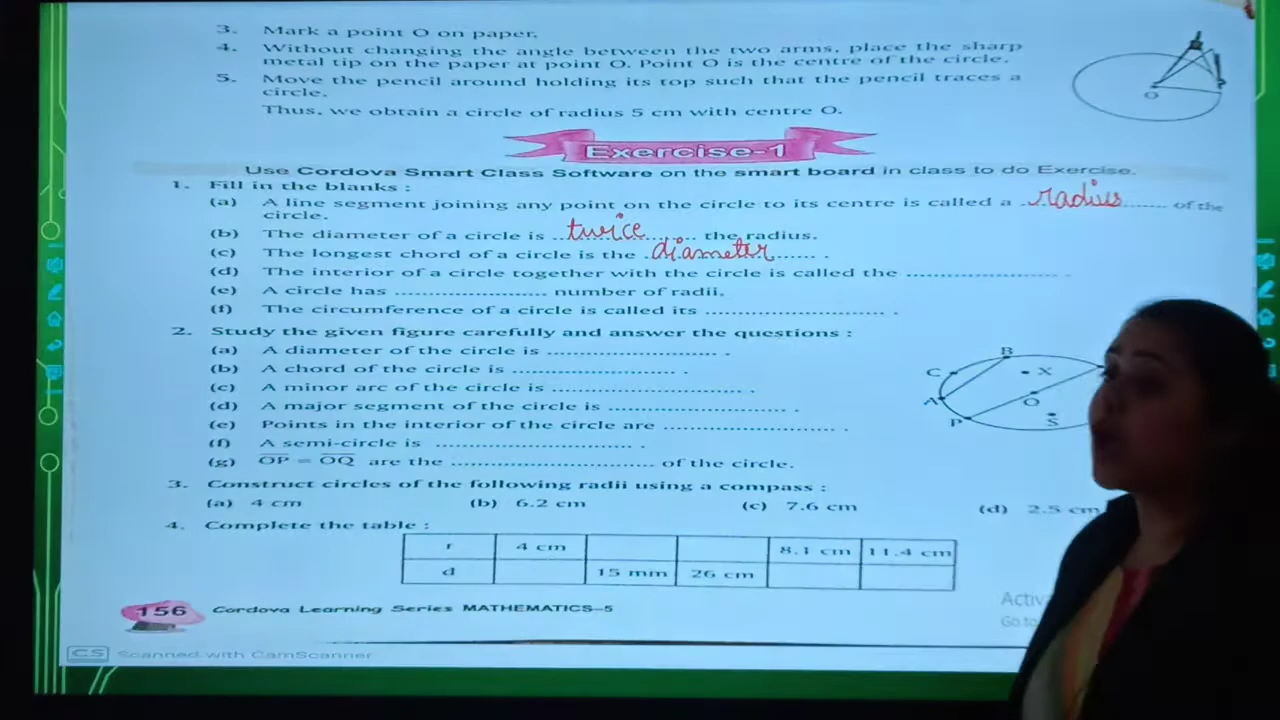 3. Mark a point O on paper.
4. Without changing the angle between the two arms, place the sharp
metal tip on the paper at point O. Point O is the centre of the circle.
5. Move the pencil around holding its top such that the pencil traces a
circle.
Thus, we obtain a circle of radius 5 cm with centre O.
O
Exercise-1
Use Cordova Smart Class Software on the smart board in class to do Exercise.
1. Fill in the blanks :
(a) A line segment joining any point on the circle to its centre is called a radius of the
circle.
(b) The diameter of a circle is twice the radius.
(c) The longest chord of a circle is the diameter .
(d) The interior of a circle together with the circle is called the .................... .
(e) A circle has .................... number of radii.
(f) The circumference of a circle is called its .................... .
2. Study the given figure carefully and answer the questions :
(a) A diameter of the circle is .................... .
(b) A chord of the circle is .................... .
(c) A minor arc of the circle is .................... .
(d) A major segment of the circle is .................... .
(e) Points in the interior of the circle are .................... .
(f) A semi-circle is .................... .
(g) OP = OQ are the .................... of the circle.
B
C X
A O
P S
3. Construct circles of the following radii using a compass :
(a) 4 cm (b) 6.2 cm (c) 7.6 cm (d) 2.5 cm
4. Complete the table :
r 4 cm 8.1 cm 11.4 cm
d 15 mm 26 cm
156 Cordova Learning Series MATHEMATICS–5
Go to
CS Scanned with CamScanner